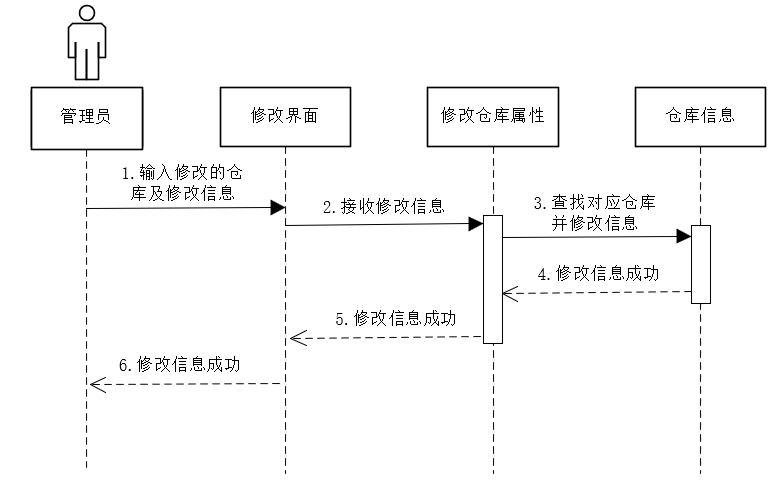 管理员
修改界面
修改仓库属性
仓库信息
1.输入修改的仓
库及修改信息
2.接收修改信息
3.查找对应仓库
并修改信息
4.修改信息成功
5.修改信息成功
6.修改信息成功